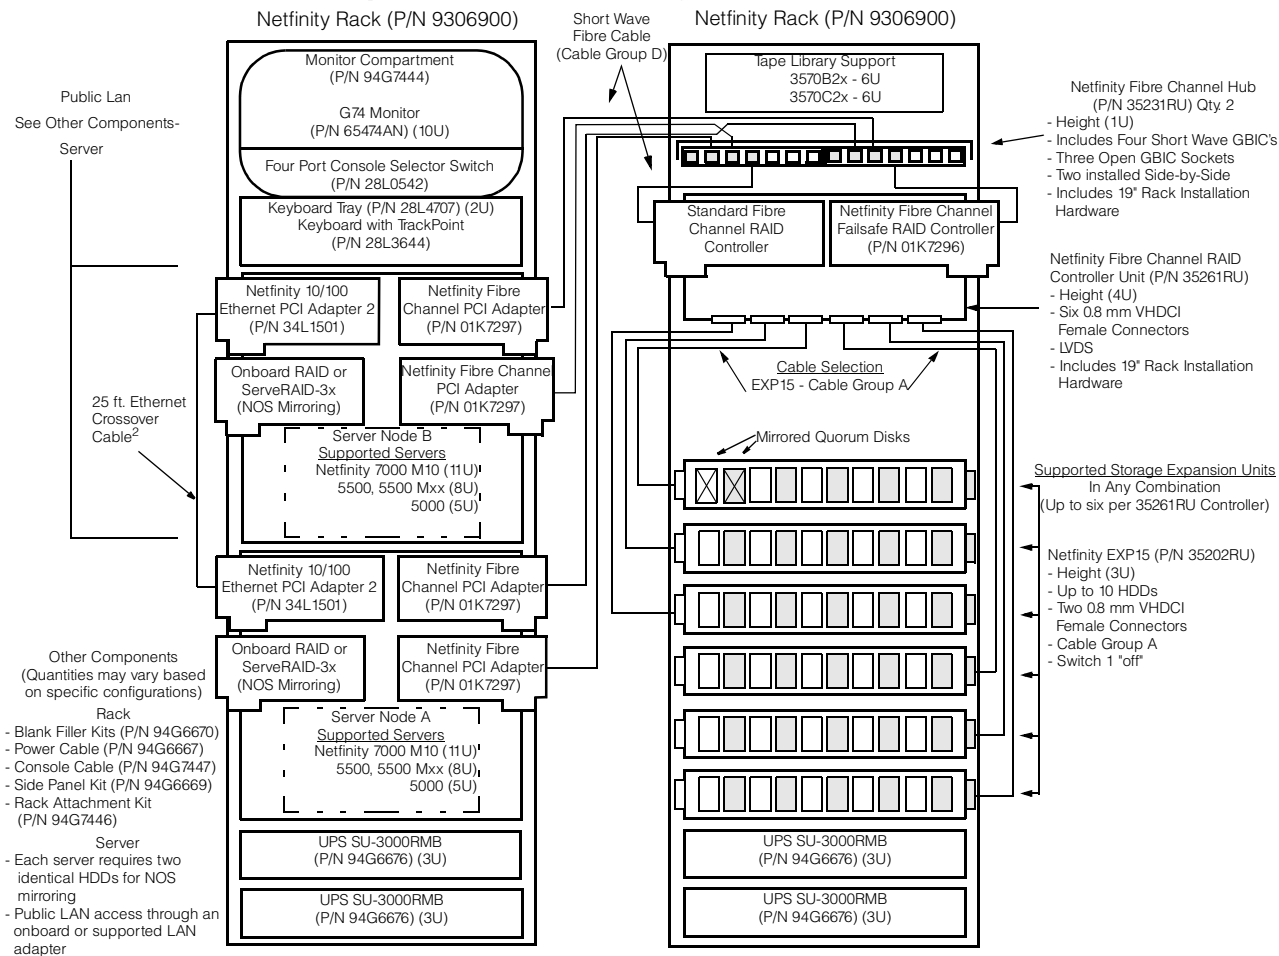 Netfinity Rack (P/N 9306900)
Short Wave
Fibre Cable
(Cable Group D)
Netfinity Rack (P/N 9306900)
Public Lan
See Other Components-
Server
Monitor Compartment
(P/N 94G7444)
G74 Monitor
(P/N 65474AN) (10U)
Four Port Console Selector Switch
(P/N 28L0542)
Keyboard Tray (P/N 28L4707) (2U)
Keyboard with TrackPoint
(P/N 28L3644)
Netfinity 10/100
Ethernet PCI Adapter 2
(P/N 34L1501)
Netfinity Fibre
Channel PCI Adapter
(P/N 01K7297)
Onboard RAID or
ServeRAID-3x
(NOS Mirroring)
Netfinity Fibre Channel
PCI Adapter
(P/N 01K7297)
25 ft. Ethernet
Crossover
Cable2
Server Node B
Supported Servers
Netfinity 7000 M10 (11U)
5500, 5500 Mxx (8U)
5000 (5U)
Netfinity 10/100
Ethernet PCI Adapter 2
(P/N 34L1501)
Netfinity Fibre
Channel PCI Adapter
(P/N 01K7297)
Onboard RAID or
ServeRAID-3x
(NOS Mirroring)
Netfinity Fibre
Channel PCI Adapter
(P/N 01K7297)
Server Node A
Supported Servers
Netfinity 7000 M10 (11U)
5500, 5500 Mxx (8U)
5000 (5U)
UPS SU-3000RMB
(P/N 94G6676) (3U)
UPS SU-3000RMB
(P/N 94G6676) (3U)
Other Components
(Quantities may vary based
on specific configurations)
Rack
- Blank Filler Kits (P/N 94G6670)
- Power Cable (P/N 94G6667)
- Console Cable (P/N 94G7447)
- Side Panel Kit (P/N 94G6669)
- Rack Attachment Kit
(P/N 94G7446)
Server
- Each server requires two
identical HDDs for NOS
mirroring
- Public LAN access through an
onboard or supported LAN
adapter
Tape Library Support
3570B2x - 6U
3570C2x - 6U
Standard Fibre
Channel RAID
Controller
Netfinity Fibre Channel
Failsafe RAID Controller
(P/N 01K7296)
Cable Selection
EXP15 - Cable Group A
Mirrored Quorum Disks
UPS SU-3000RMB
(P/N 94G6676) (3U)
UPS SU-3000RMB
(P/N 94G6676) (3U)
Netfinity Fibre Channel Hub
(P/N 35231RU) Qty. 2
- Height (1U)
- Includes Four Short Wave GBIC's
- Three Open GBIC Sockets
- Two installed Side-by-Side
- Includes 19" Rack Installation
Hardware
Netfinity Fibre Channel RAID
Controller Unit (P/N 35261RU)
- Height (4U)
- Six 0.8 mm VHDCI
Female Connectors
- LVDS
- Includes 19" Rack Installation
Hardware
Supported Storage Expansion Units
In Any Combination
(Up to six per 35261RU Controller)
Netfinity EXP15 (P/N 35202RU)
- Height (3U)
- Up to 10 HDDs
- Two 0.8 mm VHDCI
Female Connectors
- Cable Group A
- Switch 1 "off"